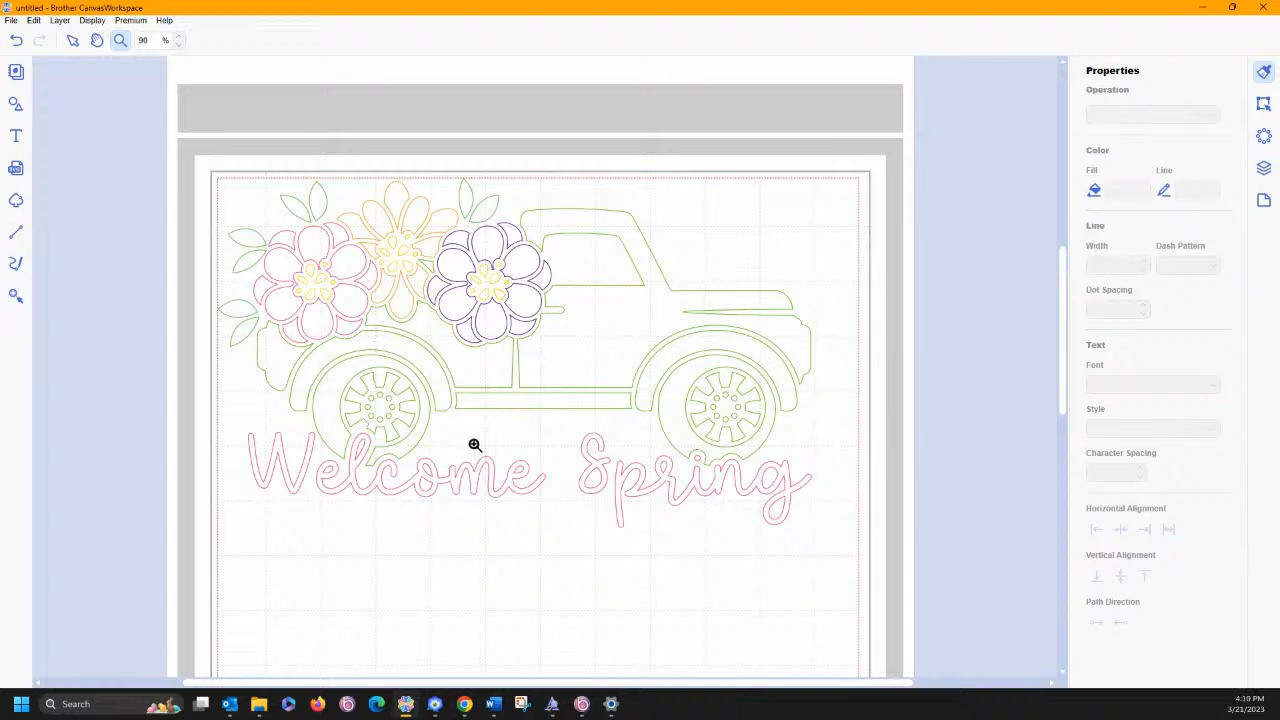 untitled - Brother CanvasWorkspace
File Edit Layer Display Premium Help
90 %
Properties
Operation
Color
Fill Line
Line
Width Dash Pattern
Dot Spacing
Text
Font
Style
Character Spacing
Horizontal Alignment
Vertical Alignment
Path Direction
Welcome Spring
Search
4:19 PM
3/21/2023